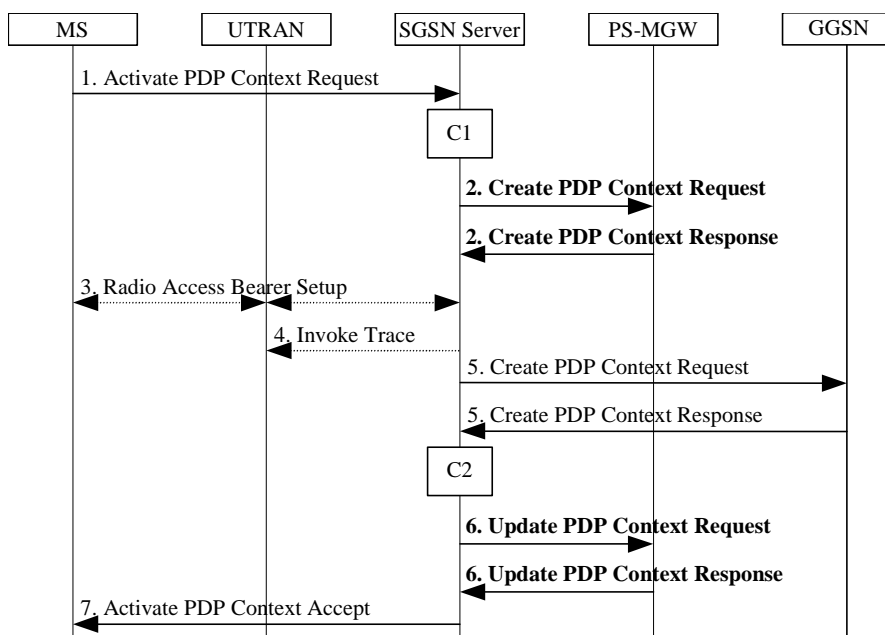 MS UTRAN SGSN Server PS-MGW GGSN
1. Activate PDP Context Request
C1
2. Create PDP Context Request
2. Create PDP Context Response
3. Radio Access Bearer Setup
4. Invoke Trace
5. Create PDP Context Request
5. Create PDP Context Response
C2
6. Update PDP Context Request
6. Update PDP Context Response
7. Activate PDP Context Accept